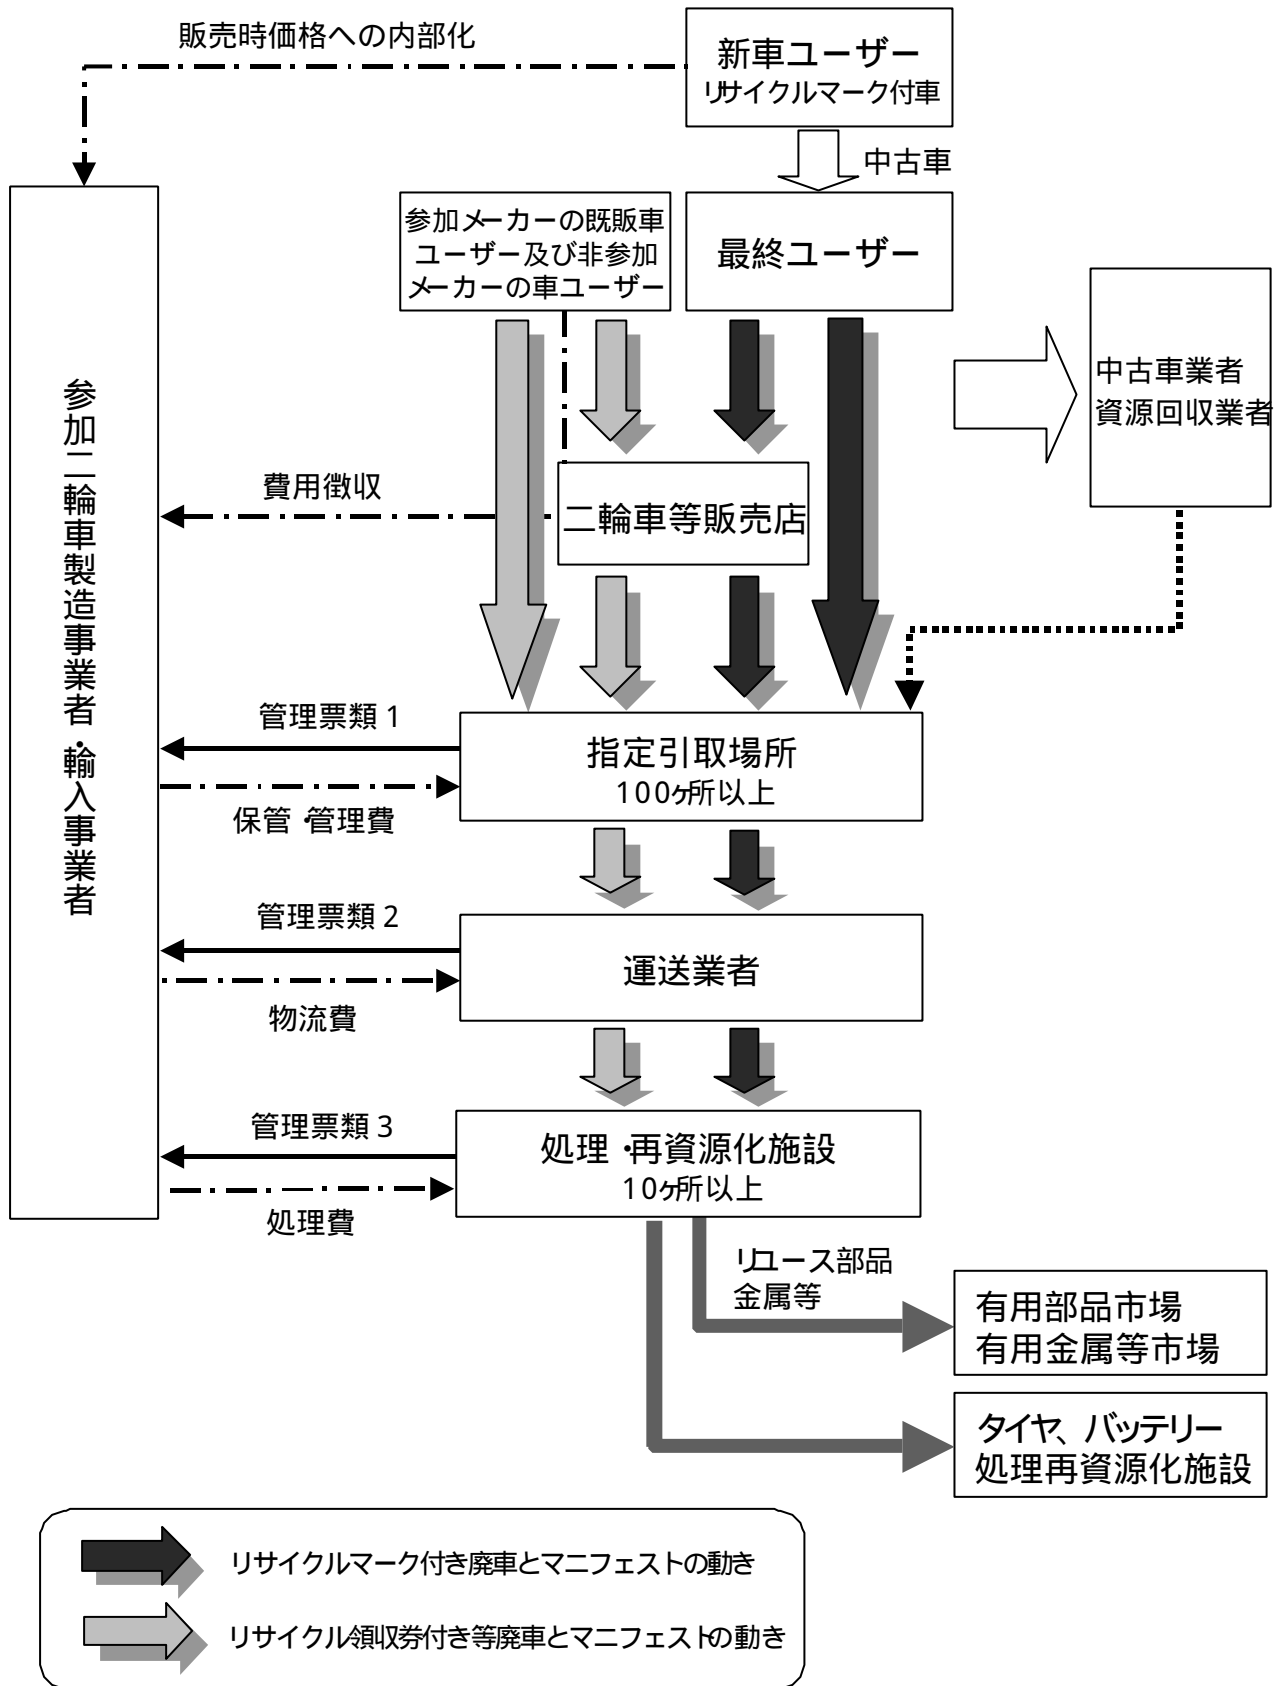 販売時価格への内部化
新車ユーザー
リサイクルマーク付車
中古車
参加メーカーの既販車
ユーザー及び非参加
メーカーの車ユーザー
最終ユーザー
中古車業者
資源回収業者
参加二輪車製造事業者・輸入事業者
費用徴収
二輪車等販売店
管理票類1
指定引取場所
100ヶ所以上
保管・管理費
管理票類2
運送業者
物流費
管理票類3
処理・再資源化施設
10ヶ所以上
処理費
リユース部品
金属等
有用部品市場
有用金属等市場
タイヤ、バッテリー
処理再資源化施設
リサイクルマーク付き廃車とマニフェストの動き
リサイクル領収券付き等廃車とマニフェストの動き